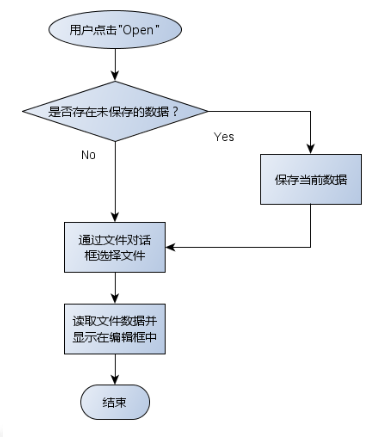 用户点击"Open"
是否存在未保存的数据？
Yes
No
保存当前数据
通过文件对话
框选择文件
读取文件数据并
显示在编辑框中
结束